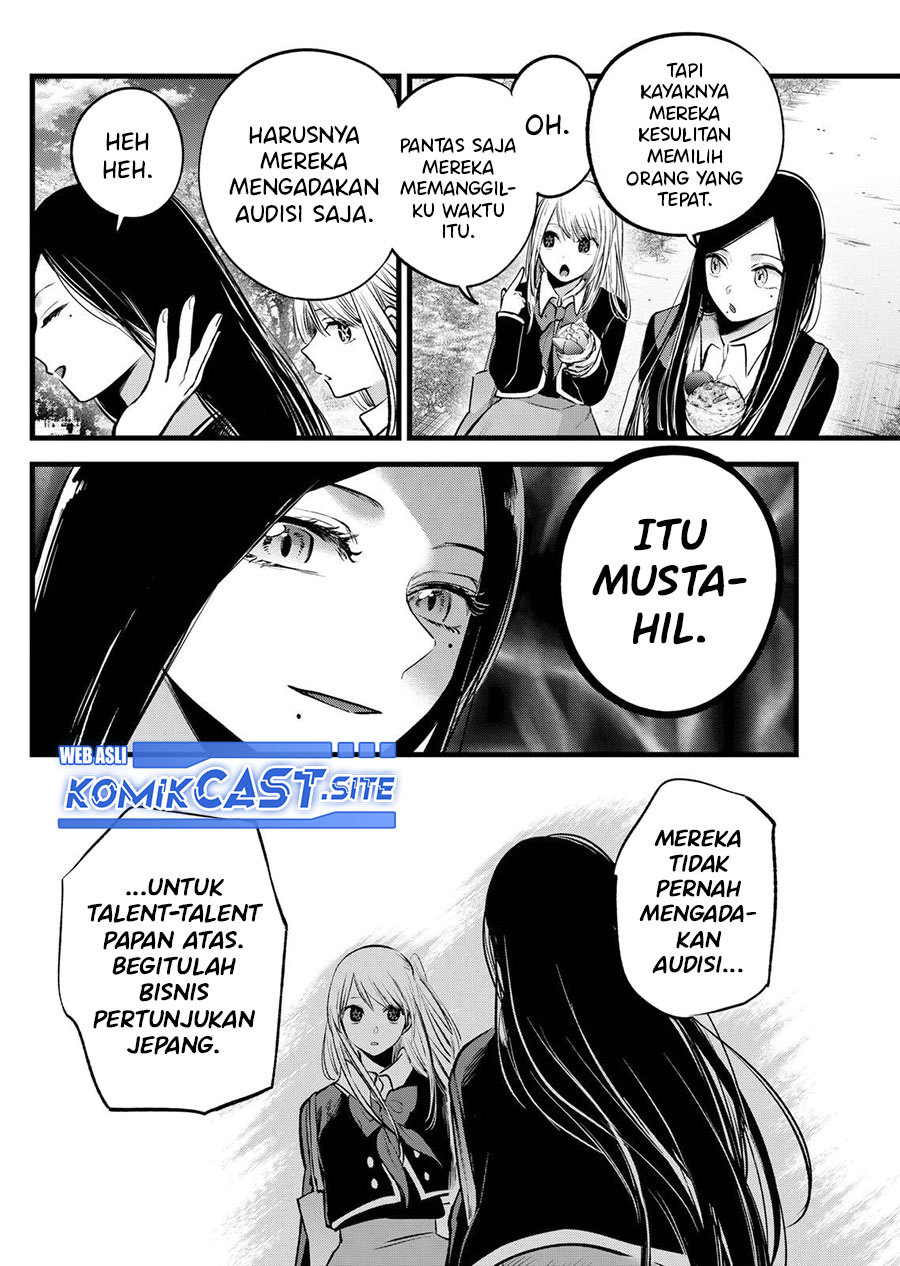 TAPI
KAYAKNYA
MEREKA
KESULITAN
MEMILIH
ORANG YANG
TEPAT.
OH.
PANTAS SAJA
MEREKA
MEMANGGIL-
KU WAKTU
ITU.
HARUSNYA
MEREKA
MENGADAKAN
AUDISI SAJA.
HEH
HEH.
ITU
MUSTA-
HIL.
WEB ASLI
KOMIKCAST.SITE
MEREKA
TIDAK
PERNAH
MENGADA-
KAN
AUDISI...
...UNTUK
TALENT-TALENT
PAPAN ATAS.
BEGITULAH
BISNIS
PERTUNJUKAN
JEPANG.